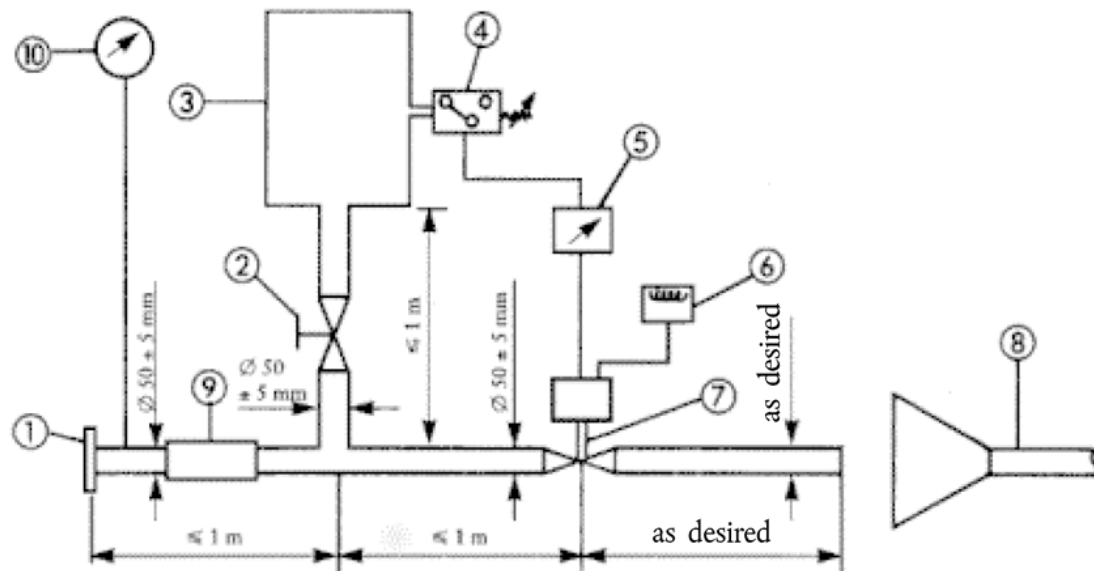 10
3
4
5
2
6
≤ 1 m
Ø 50 ± 5 mm
Ø 50
± 5 mm
Ø 50 ± 5 mm
as desired
8
9
7
1
≤ 1 m
≤ 1 m
as desired